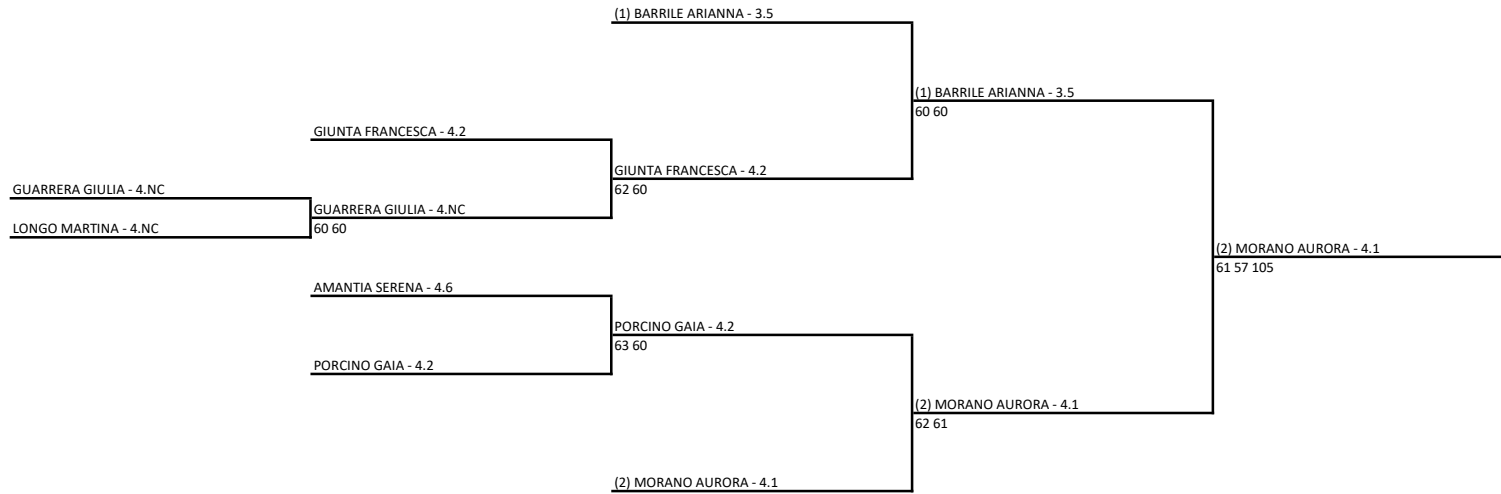 (1) BARRILE ARIANNA - 3.5
(1) BARRILE ARIANNA - 3.5
60 60
GIUNTA FRANCESCA - 4.2
GIUNTA FRANCESCA - 4.2
62 60
GUARRERA GIULIA - 4.NC
GUARRERA GIULIA - 4.NC
60 60
LONGO MARTINA - 4.NC
(2) MORANO AURORA - 4.1
61 57 105
AMANTIA SERENA - 4.6
PORCINO GAIA - 4.2
63 60
PORCINO GAIA - 4.2
(2) MORANO AURORA - 4.1
62 61
(2) MORANO AURORA - 4.1